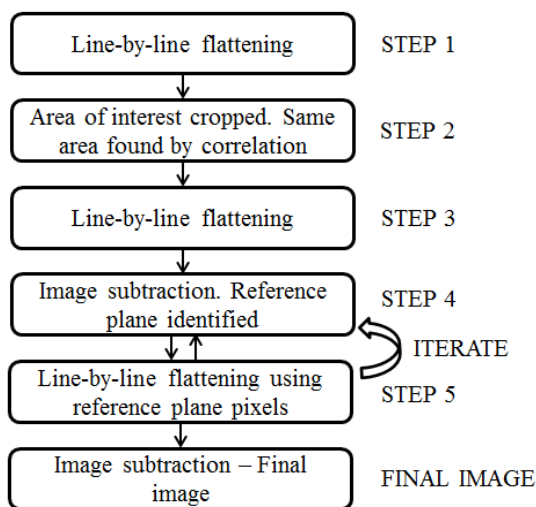 Line-by-line flattening
STEP 1
Area of interest cropped. Same
area found by correlation
STEP 2
Line-by-line flattening
STEP 3
Image subtraction. Reference
plane identified
STEP 4
ITERATE
Line-by-line flattening using
reference plane pixels
STEP 5
Image subtraction – Final
image
FINAL IMAGE